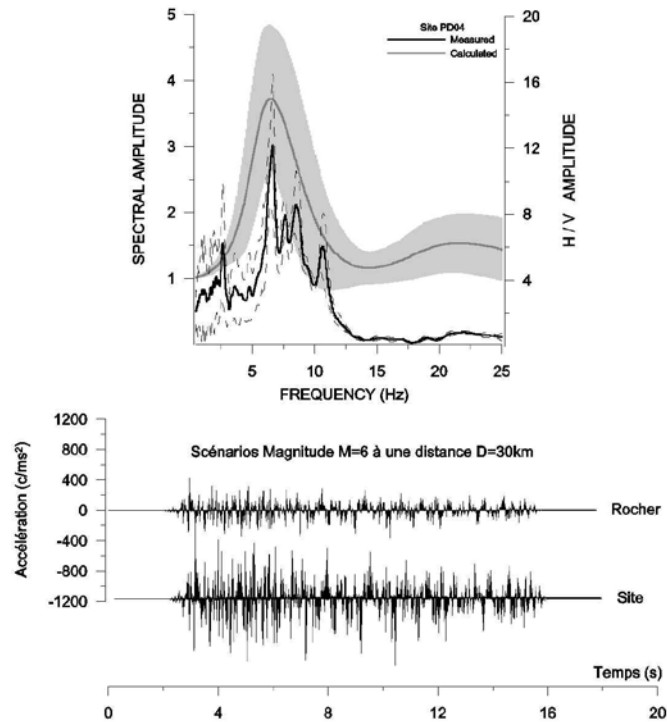 Site PD04
Measured
Calculated
SPECTRAL AMPLITUDE
5
4
3
2
1
H / V AMPLITUDE
20
16
12
8
4
5 10 15 20 25
FREQUENCY (Hz)
Accélération (c/ms²)
1200
800
400
0
-400
-800
-1200
Scénarios Magnitude M=6 à une distance D=30km
Rocher
Site
Temps (s)
0 4 8 12 16 20